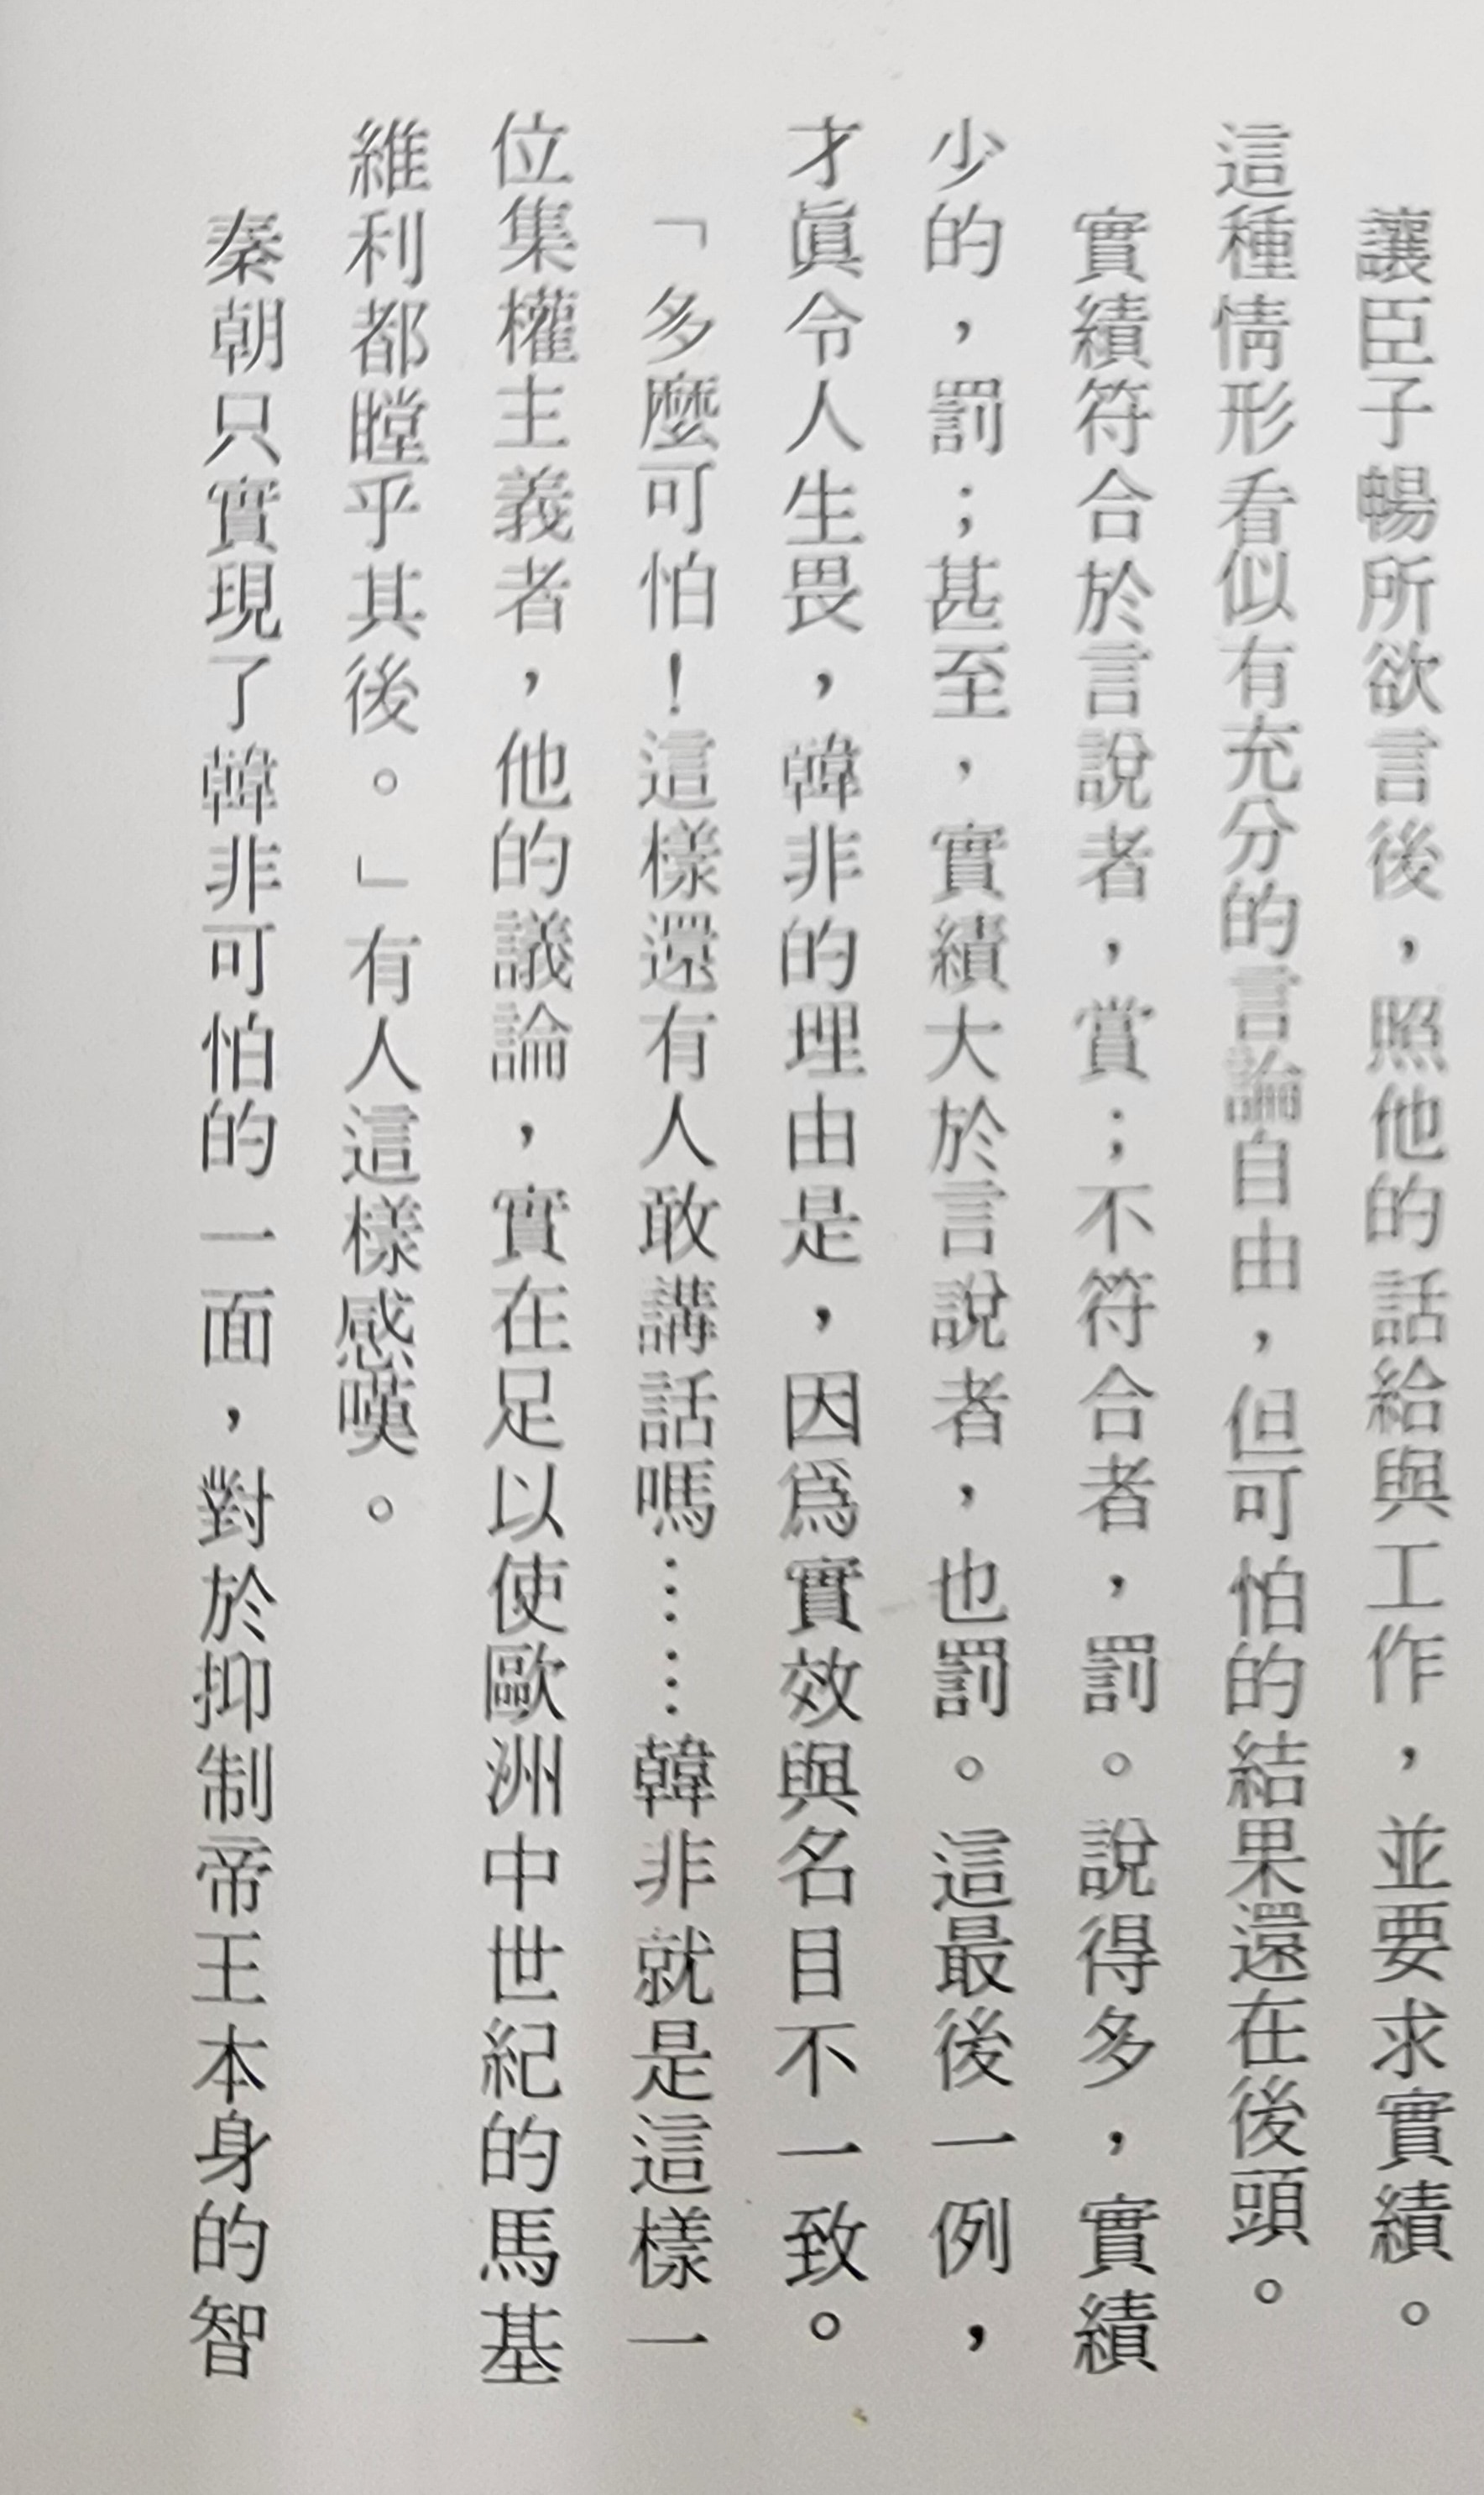 讓臣子暢所欲言後，照他的話給與工作，並要求實績。
這種情形看似有充分的言論自由，但可怕的結果還在後頭。
實績符合於言說者，賞；不符合者，罰。說得多，實績
少的，罰；甚至，實績大於言說者，也罰。這最後一例，
才眞令人生畏，韓非的理由是，因爲實效與名目不一致。
「多麼可怕！這樣還有人敢講話嗎……韓非就是這樣一
位集權主義者，他的議論，實在足以使歐洲中世紀的馬基
維利都瞠乎其後。」有人這樣感嘆。
秦朝只實現了韓非可怕的一面，對於抑制帝王本身的智